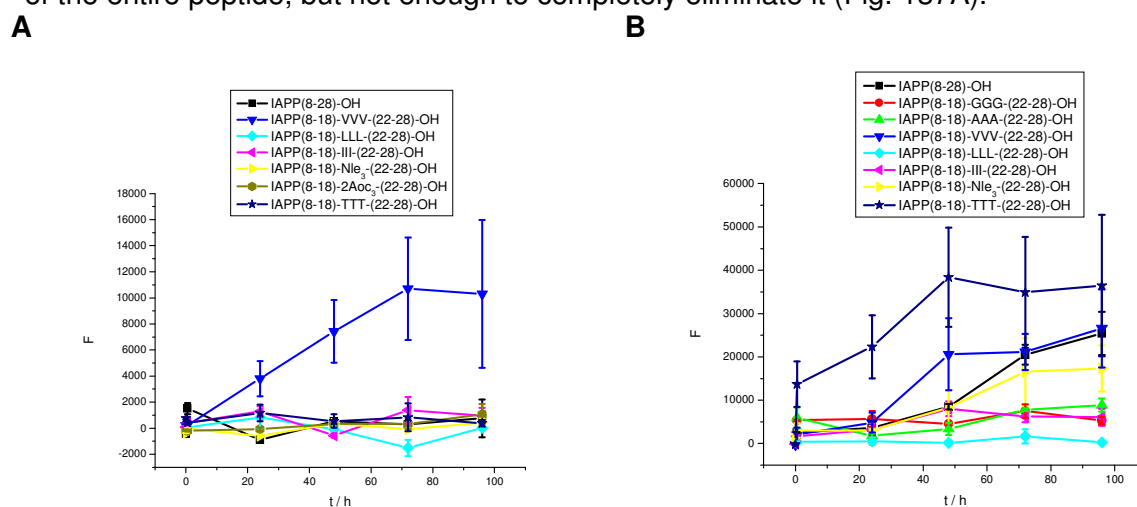 of the entire peptide, but not enough to completely eliminate it (Fig. 137A).
A
B
IAPP(8-28)-OH
IAPP(8-18)-VVV-(22-28)-OH
IAPP(8-18)-LLL-(22-28)-OH
IAPP(8-18)-III-(22-28)-OH
IAPP(8-18)-Nle3-(22-28)-OH
IAPP(8-18)-2Aoc3-(22-28)-OH
IAPP(8-18)-TTT-(22-28)-OH
18000
16000
14000
12000
10000
8000
6000
4000
2000
0
-2000
F
0 20 40 60 80 100
t / h
IAPP(8-28)-OH
IAPP(8-18)-GGG-(22-28)-OH
IAPP(8-18)-AAA-(22-28)-OH
IAPP(8-18)-VVV-(22-28)-OH
IAPP(8-18)-LLL-(22-28)-OH
IAPP(8-18)-III-(22-28)-OH
IAPP(8-18)-Nle3-(22-28)-OH
IAPP(8-18)-TTT-(22-28)-OH
60000
50000
40000
30000
20000
10000
0
F
0 20 40 60 80 100
t / h